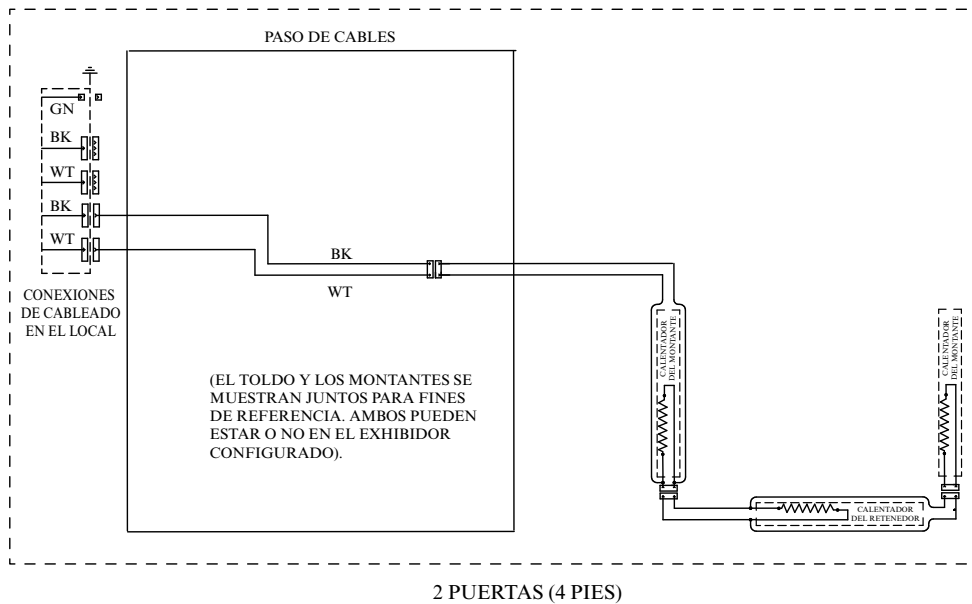 PASO DE CABLES
GN
BK
WT
BK
WT
CONEXIONES
DE CABLEADO
EN EL LOCAL
BK
WT
(EL TOLDO Y LOS MONTANTES SE
MUESTRAN JUNTOS PARA FINES
DE REFERENCIA. AMBOS PUEDEN
ESTAR O NO EN EL EXHIBIDOR
CONFIGURADO).
CALENTADOR
DEL MONTANTE
CALENTADOR
DEL MONTANTE
CALENTADOR
DEL RETENEDOR
2 PUERTAS (4 PIES)